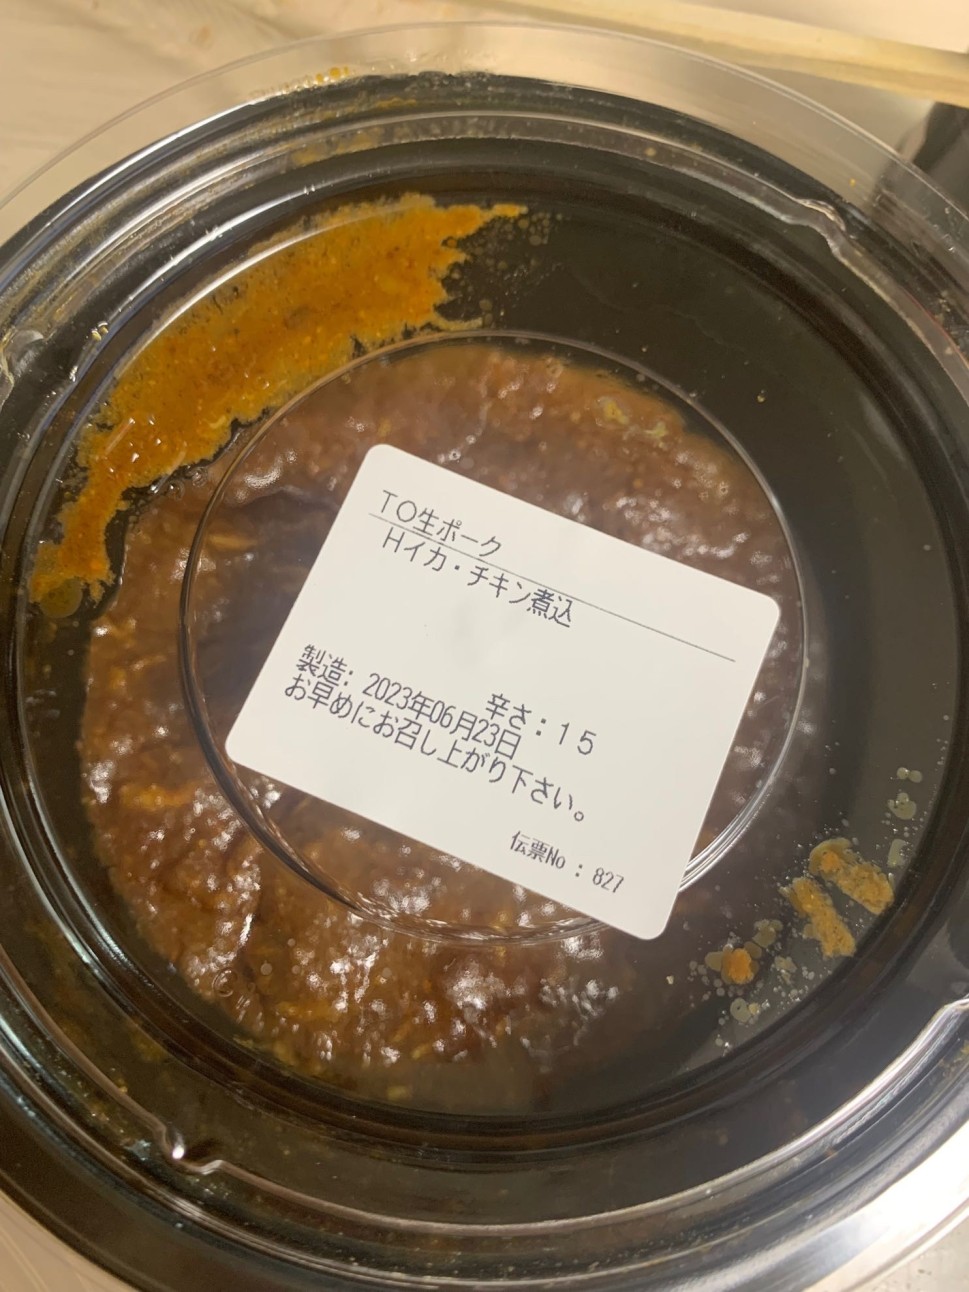 TO生ポーク
Hイカ・チキン煮込
辛さ：15
製造: 2023年06月23日
お早めにお召し上がり下さい。
伝票No : 827